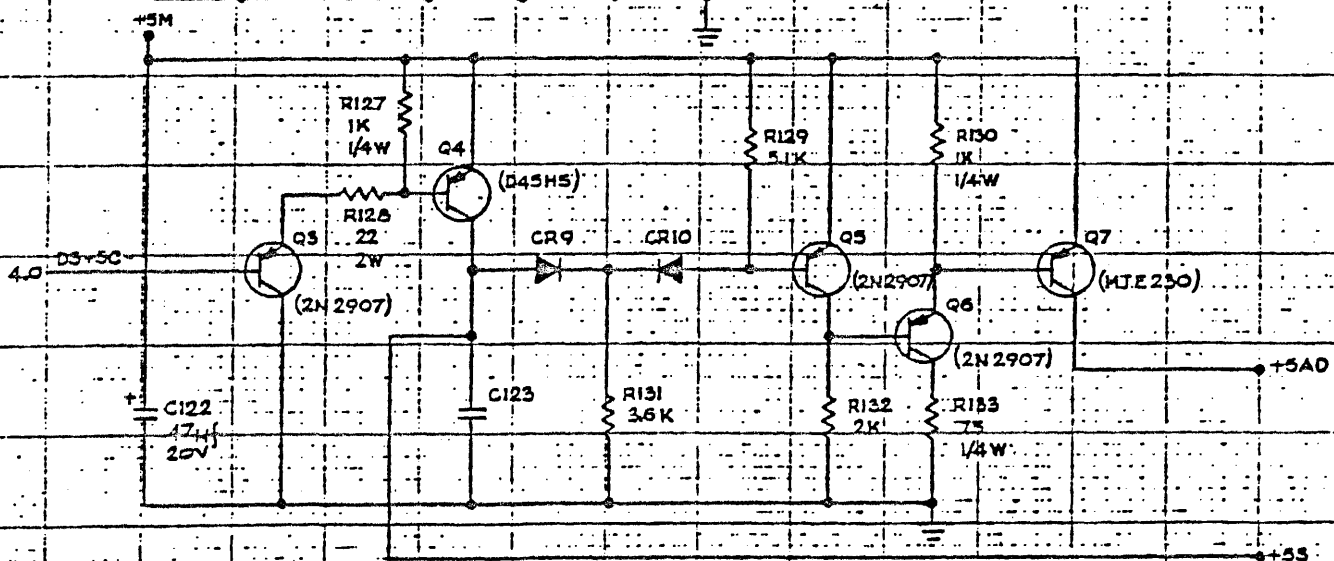 +5M
R127
1K
1/4W
Q4
(D45H5)
R128
22
2W
Q3
(2N2907)
4.0
CR9
CR10
R129
5.1K
Q5
(2N2907)
R130
1K
1/4W
Q7
(MJE230)
Q6
(2N2907)
+5AD
+
C122
47µf
20V
C123
R131
3.6K
R132
2K
R133
75
1/4W
+5S